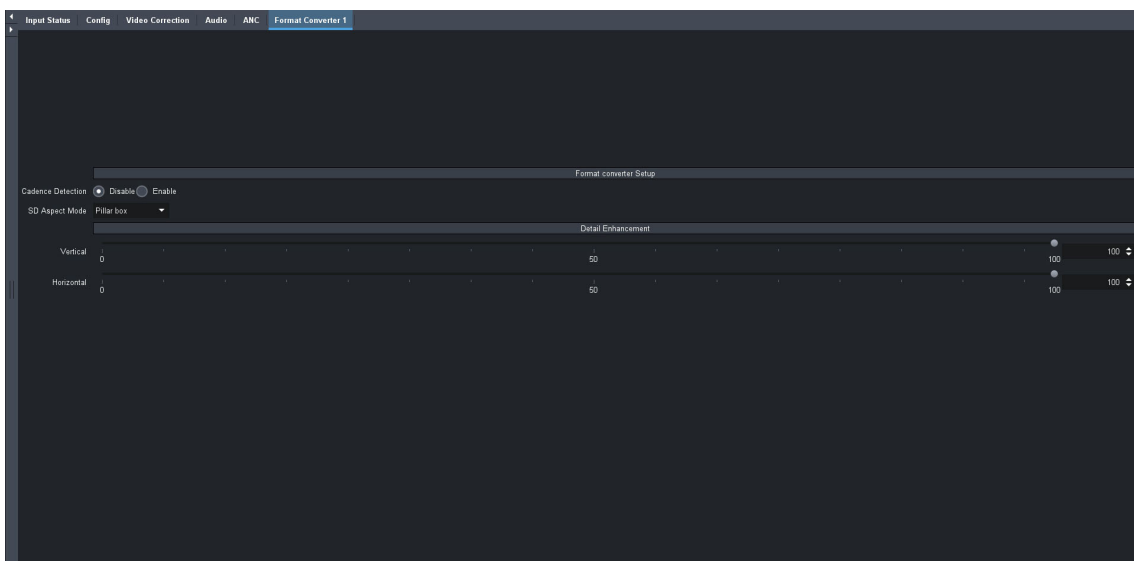 Input Status Config Video Correction Audio ANC Format Converter 1
Format converter Setup
Cadence Detection Disable Enable
SD Aspect Mode Pillar box
Detail Enhancement
Vertical 0 50 100 100
Horizontal 0 50 100 100